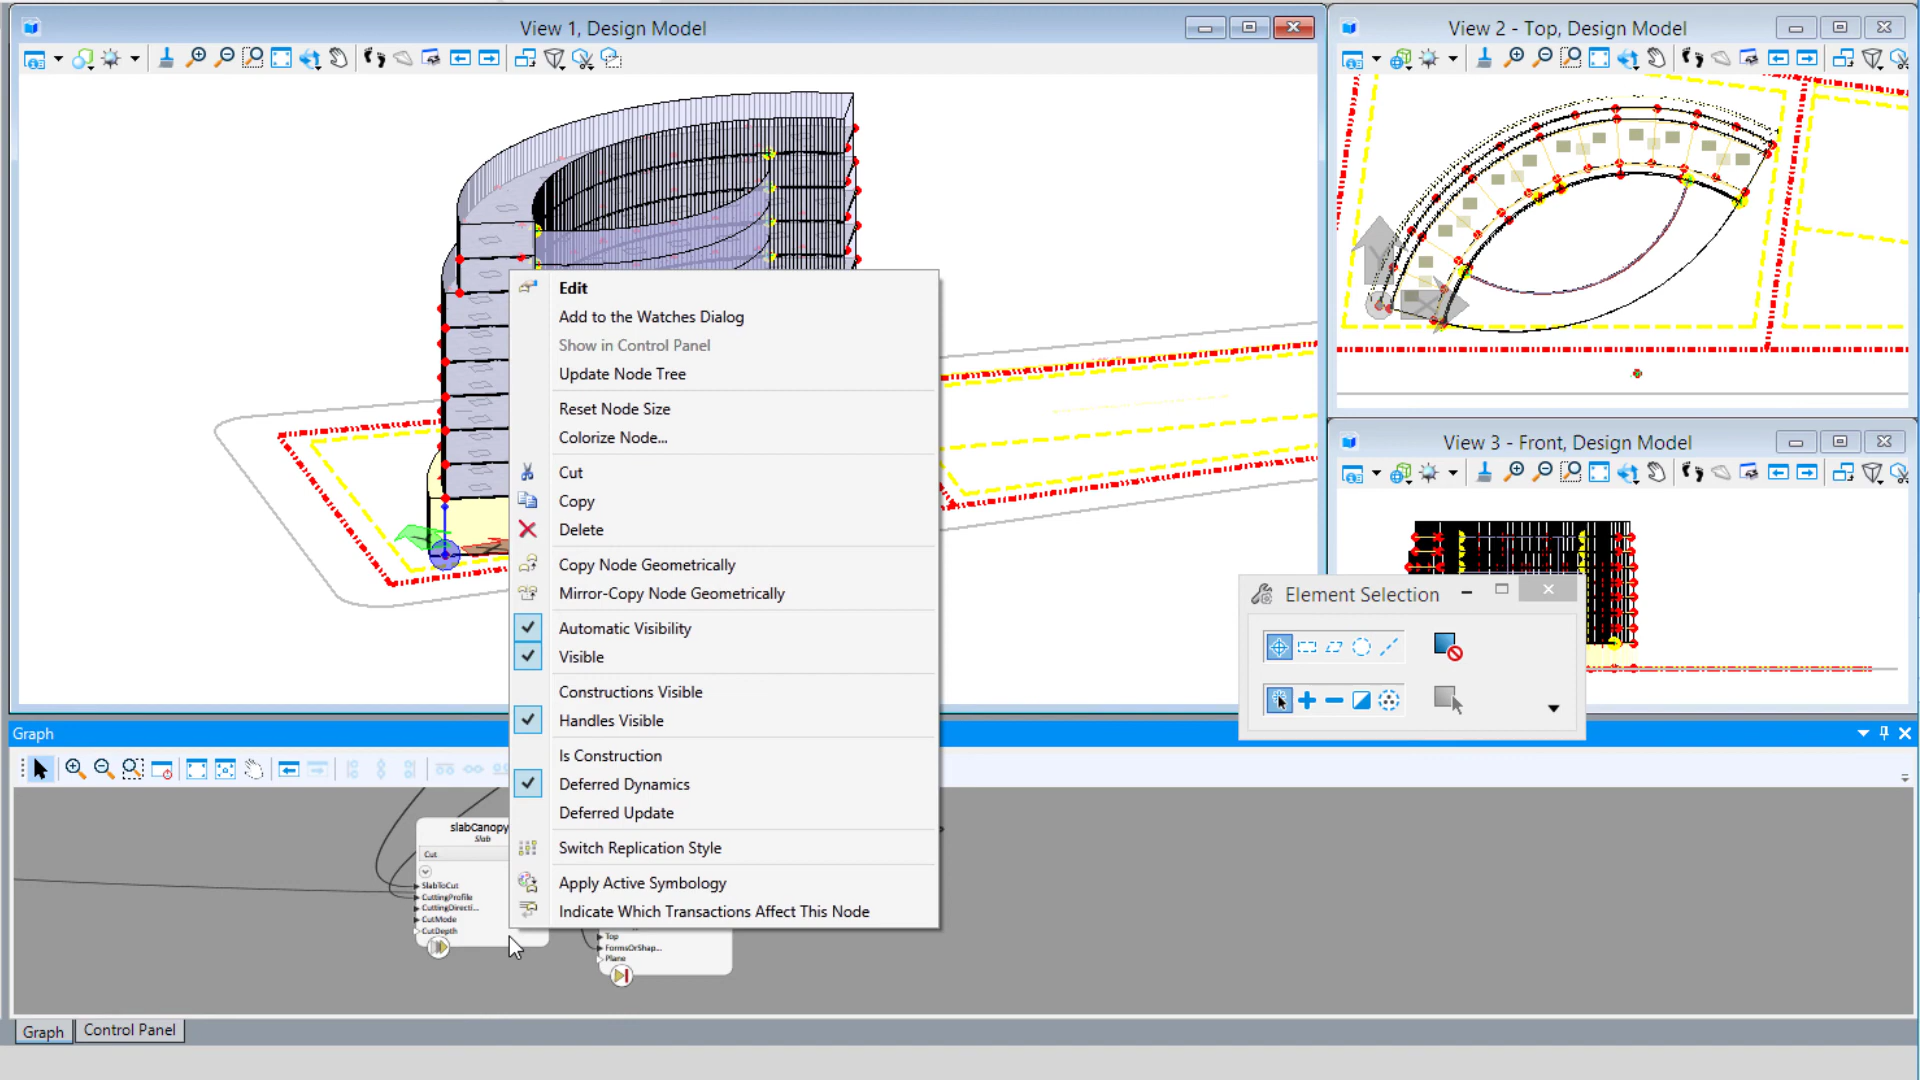 View 1, Design Model
View 2 - Top, Design Model
View 3 - Front, Design Model
Edit
Add to the Watches Dialog
Show in Control Panel
Update Node Tree
Reset Node Size
Colorize Node...
Cut
Copy
Delete
Copy Node Geometrically
Mirror-Copy Node Geometrically
Automatic Visibility
Visible
Constructions Visible
Handles Visible
Is Construction
Deferred Dynamics
Deferred Update
Switch Replication Style
Apply Active Symbology
Indicate Which Transactions Affect This Node
Element Selection
Graph
slabCanopy
Slab
Cut
SlabToCut
CuttingProfile
CuttingDirecti...
CutMode
CutDepth
Top
FormsOrShap...
Plane
Graph
Control Panel